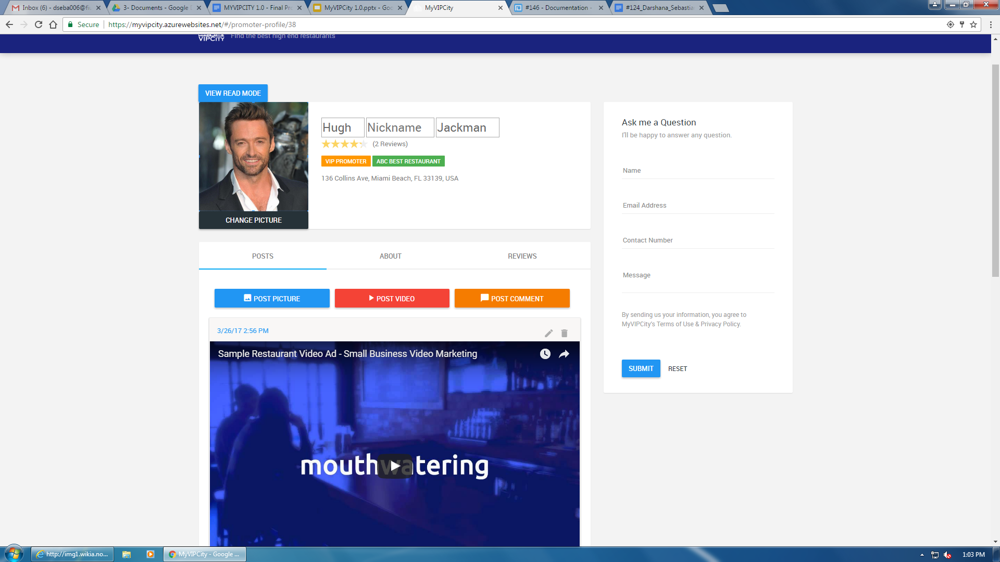 Inbox (6) - dseba006@fi
3- Documents - Google
MYVIPCITY 1.0 - Final Pro
MyVIPCity 1.0.pptx - Goo
MyVIPCity
#146 - Documentation -
#124_Darshana_Sebastia
Secure
https://myvipcity.azurewebsites.net/#/promoter-profile/38
VIPCITY
Find the best high end restaurants
VIEW READ MODE
Hugh Nickname Jackman
(2 Reviews)
VIP PROMOTER ABC BEST RESTAURANT
136 Collins Ave, Miami Beach, FL 33139, USA
CHANGE PICTURE
POSTS ABOUT REVIEWS
POST PICTURE POST VIDEO POST COMMENT
3/26/17 2:56 PM
Sample Restaurant Video Ad - Small Business Video Marketing
mouthwatering
Ask me a Question
I'll be happy to answer any question.
Name
Email Address
Contact Number
Message
By sending us your information, you agree to
MyVIPCity's Terms of Use & Privacy Policy.
SUBMIT RESET
http://img1.wikia.no...
MyVIPCity - Google ...
1:03 PM